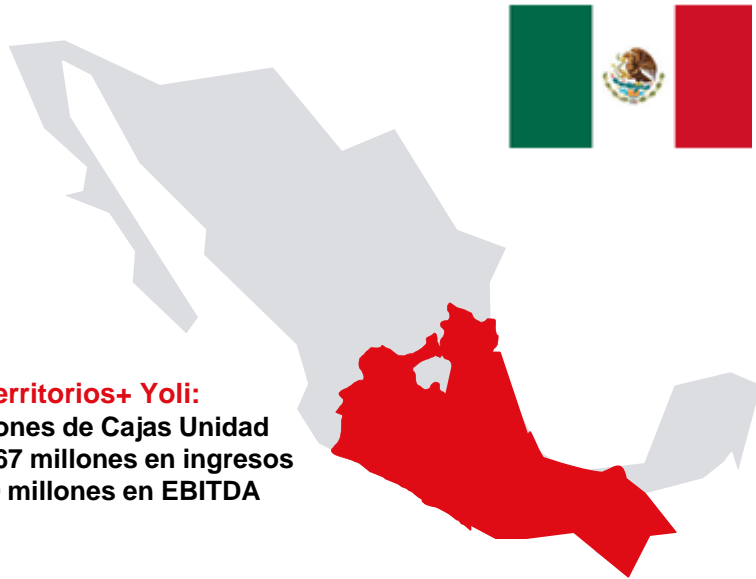 erritorios+ Yoli:
ones de Cajas Unidad
67 millones en ingresos
millones en EBITDA